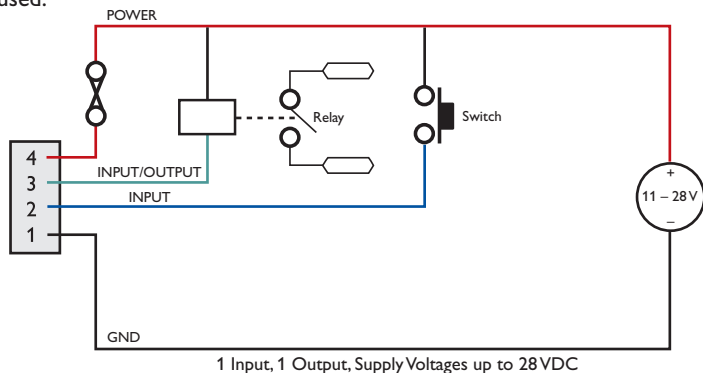 used.
POWER
Relay
Switch
4
3
2
1
INPUT/OUTPUT
INPUT
+
11 – 28 V
–
GND
1 Input, 1 Output, Supply Voltages up to 28 VDC